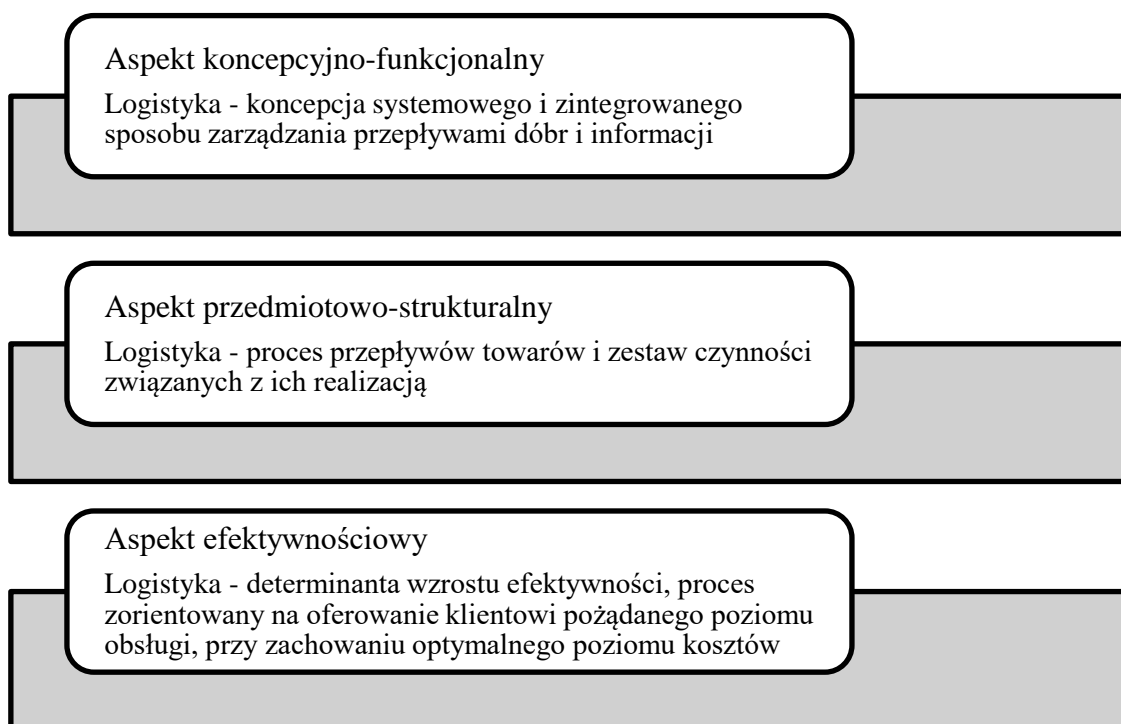 Aspekt koncepcyjno-funkcjonalny
Logistyka - koncepcja systemowego i zintegrowanego
sposobu zarządzania przepływami dóbr i informacji
Aspekt przedmiotowo-strukturalny
Logistyka - proces przepływów towarów i zestaw czynności
związanych z ich realizacją
Aspekt efektywnościowy
Logistyka - determinanta wzrostu efektywności, proces
zorientowany na oferowanie klientowi pożądanego poziomu
obsługi, przy zachowaniu optymalnego poziomu kosztów